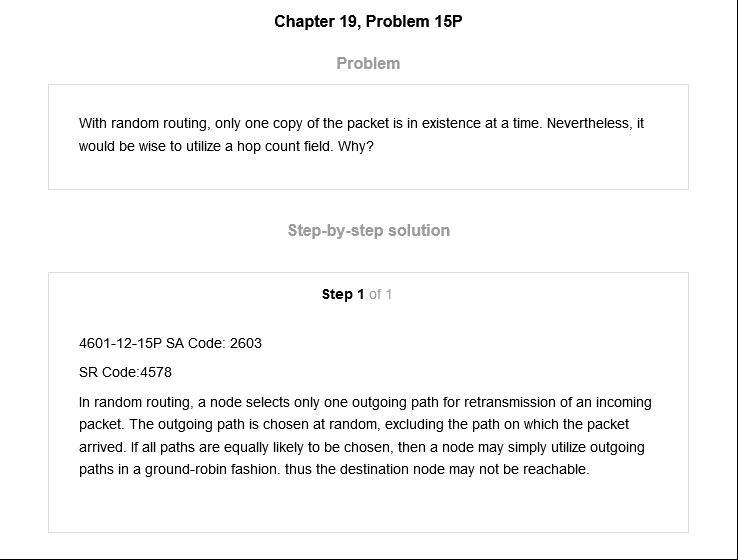 Chapter 19, Problem 15P
Problem
With random routing, only one copy of the packet is in existence at a time. Nevertheless, it
would be wise to utilize a hop count field. Why?
Step-by-step solution
Step 1 of 1
4601-12-15P SA Code: 2603
SR Code:4578
In random routing, a node selects only one outgoing path for retransmission of an incoming
packet. The outgoing path is chosen at random, excluding the path on which the packet
arrived. If all paths are equally likely to be chosen, then a node may simply utilize outgoing
paths in a ground-robin fashion. thus the destination node may not be reachable.